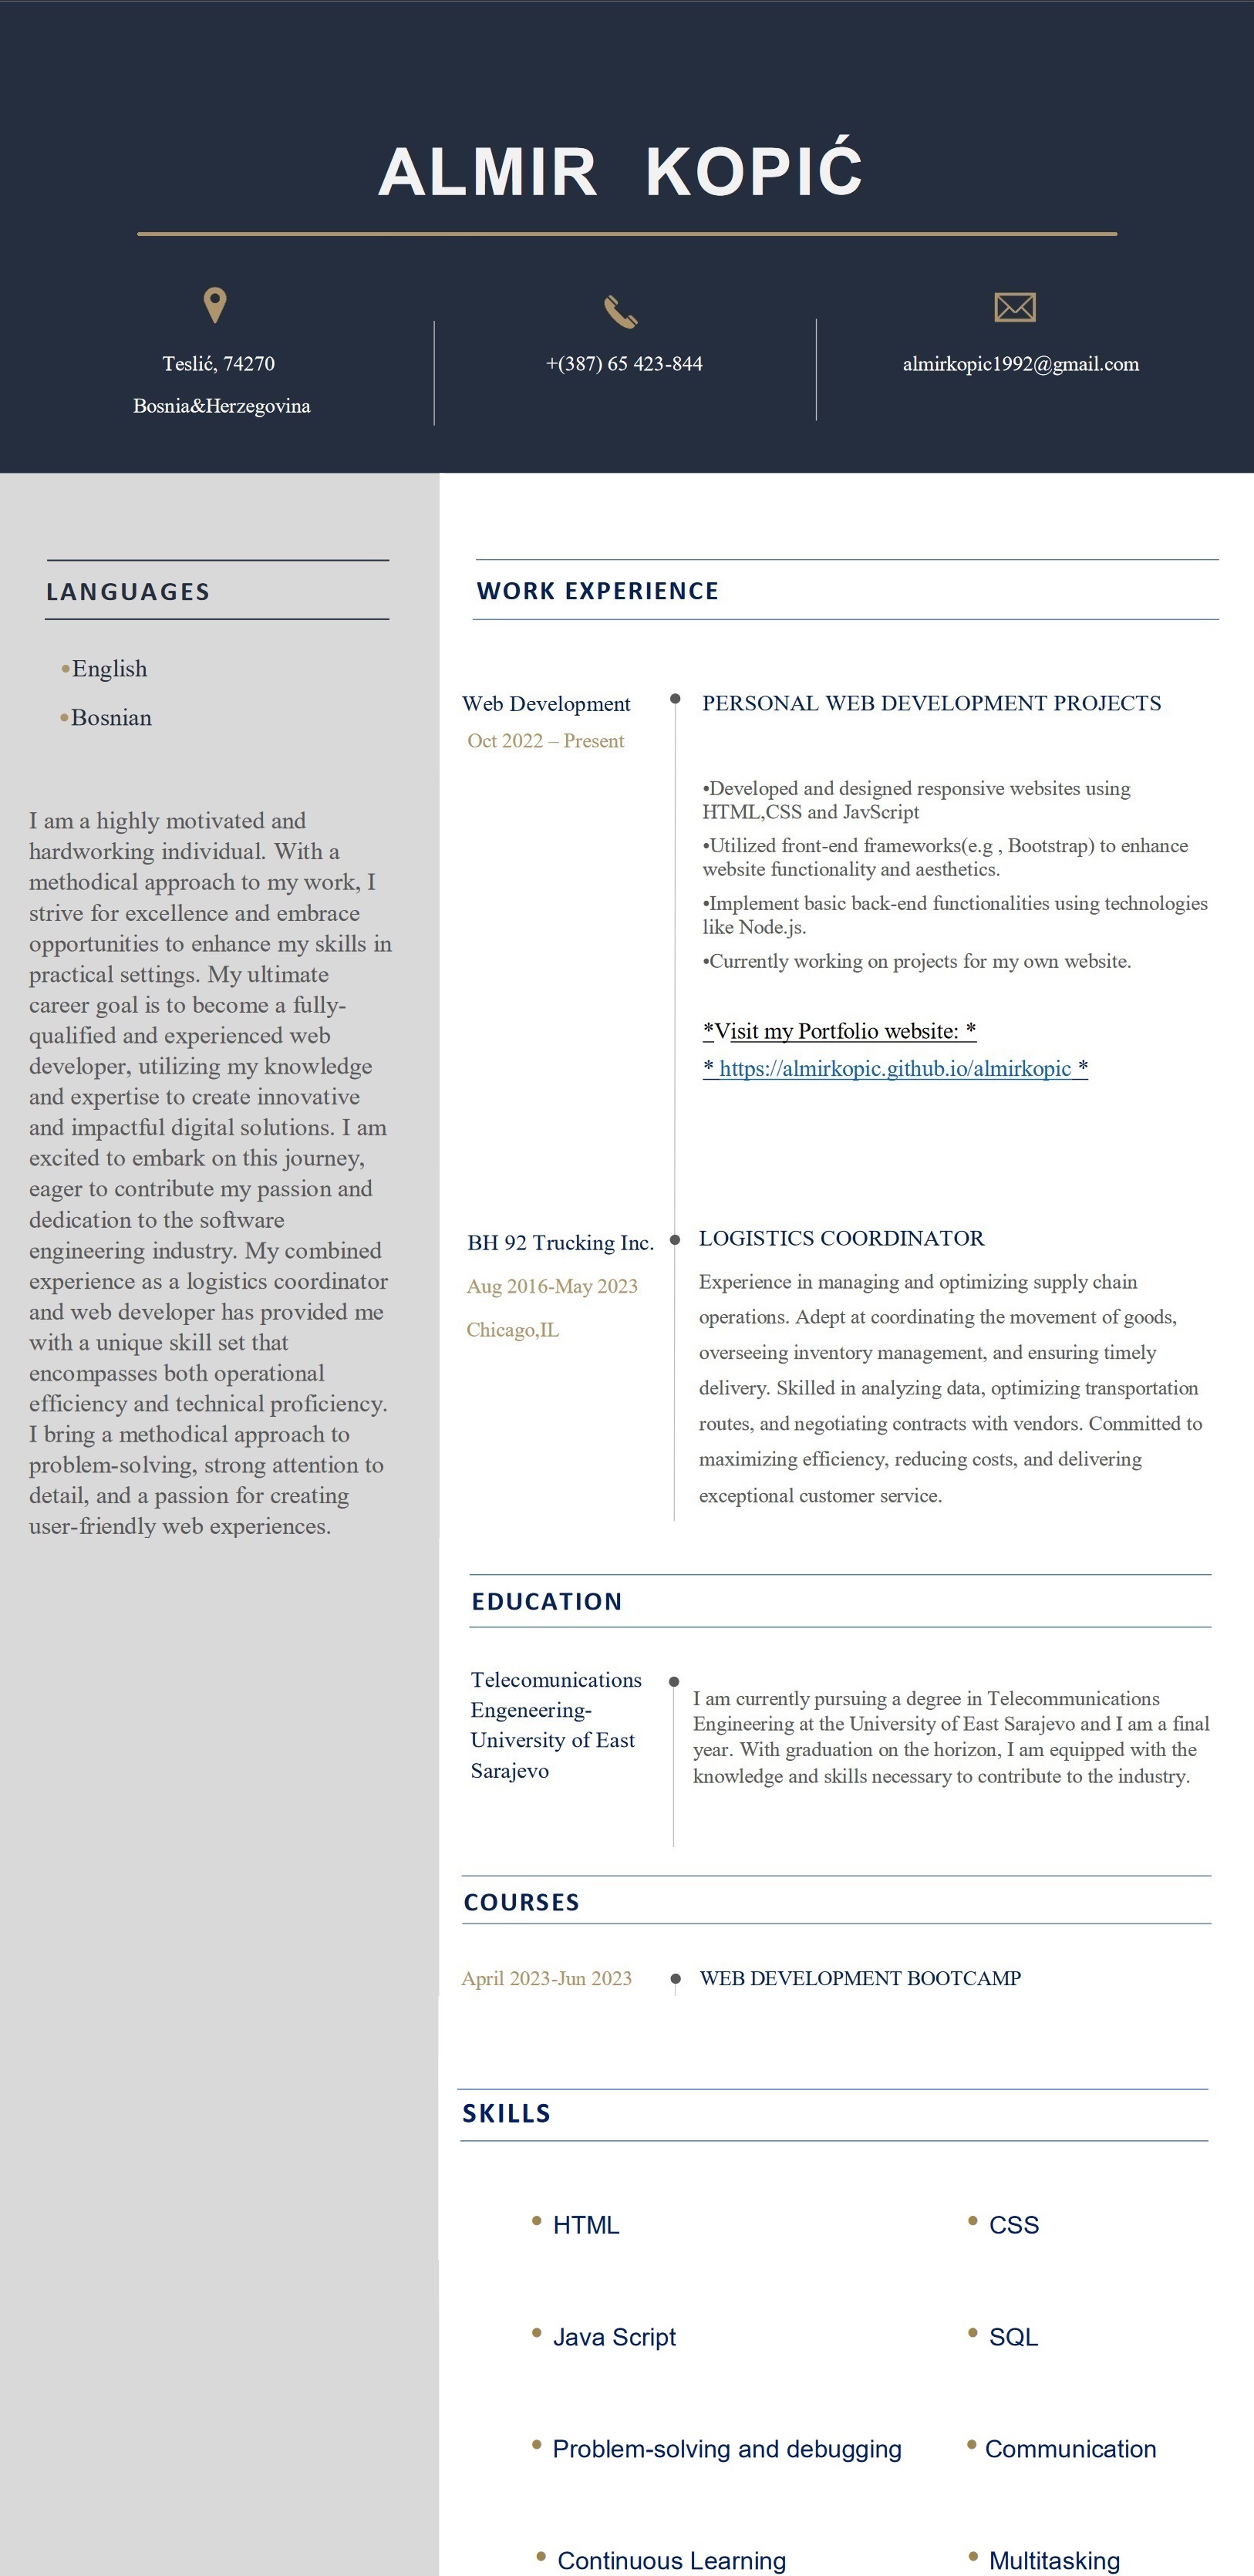 ALMIR KOPIĆ
Teslić, 74270
Bosnia&Herzegovina
+(387) 65 423-844
almirkopic1992@gmail.com
LANGUAGES
•English
•Bosnian
I am a highly motivated and
hardworking individual. With a
methodical approach to my work, I
strive for excellence and embrace
opportunities to enhance my skills in
practical settings. My ultimate
career goal is to become a fully-
qualified and experienced web
developer, utilizing my knowledge
and expertise to create innovative
and impactful digital solutions. I am
excited to embark on this journey,
eager to contribute my passion and
dedication to the software
engineering industry. My combined
experience as a logistics coordinator
and web developer has provided me
with a unique skill set that
encompasses both operational
efficiency and technical proficiency.
I bring a methodical approach to
problem-solving, strong attention to
detail, and a passion for creating
user-friendly web experiences.
WORK EXPERIENCE
Web Development
Oct 2022 – Present
PERSONAL WEB DEVELOPMENT PROJECTS
•Developed and designed responsive websites using
HTML,CSS and JavScript
•Utilized front-end frameworks(e.g , Bootstrap) to enhance
website functionality and aesthetics.
•Implement basic back-end functionalities using technologies
like Node.js.
•Currently working on projects for my own website.
*Visit my Portfolio website: *
* https://almirkopic.github.io/almirkopic *
BH 92 Trucking Inc.
Aug 2016-May 2023
Chicago,IL
LOGISTICS COORDINATOR
Experience in managing and optimizing supply chain
operations. Adept at coordinating the movement of goods,
overseeing inventory management, and ensuring timely
delivery. Skilled in analyzing data, optimizing transportation
routes, and negotiating contracts with vendors. Committed to
maximizing efficiency, reducing costs, and delivering
exceptional customer service.
EDUCATION
Telecomunications
Engeneering-
University of East
Sarajevo
I am currently pursuing a degree in Telecommunications
Engineering at the University of East Sarajevo and I am a final
year. With graduation on the horizon, I am equipped with the
knowledge and skills necessary to contribute to the industry.
COURSES
April 2023-Jun 2023
WEB DEVELOPMENT BOOTCAMP
SKILLS
• HTML
• CSS
• Java Script
• SQL
• Problem-solving and debugging
• Communication
• Continuous Learning
• Multitasking